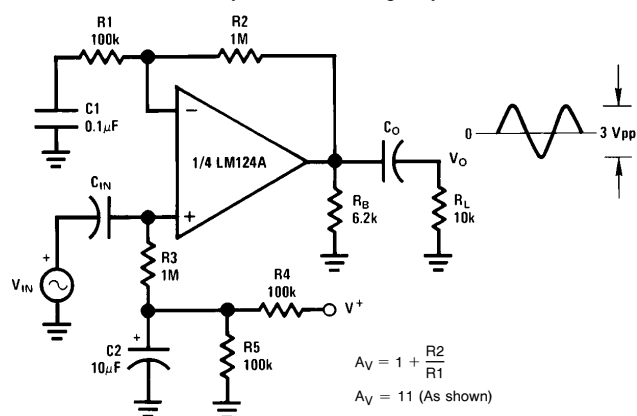 R1
100k
R2
1M
C1
0.1µF
−
1/4 LM124A
+
CIN
VIN
+
R3
1M
CO
VO
RB
6.2k
RL
10k
0
3 Vpp
R4
100k
V+
+
C2
10µF
R5
100k
AV = 1 + R2/R1
AV = 11 (As shown)